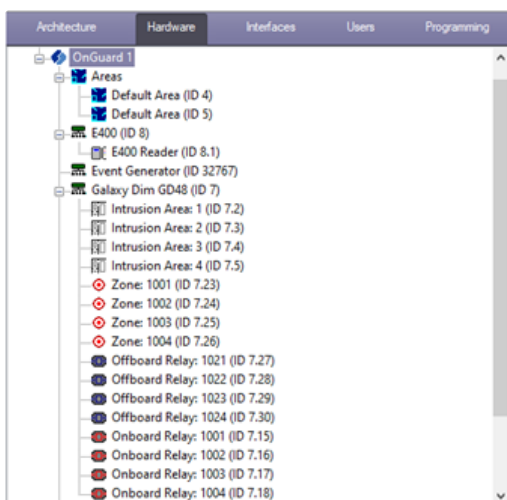 Architecture Hardware Interfaces Users Programming
OnGuard 1
Areas
Default Area (ID 4)
Default Area (ID 5)
E400 (ID 8)
E400 Reader (ID 8.1)
Event Generator (ID 32767)
Galaxy Dim GD48 (ID 7)
Intrusion Area: 1 (ID 7.2)
Intrusion Area: 2 (ID 7.3)
Intrusion Area: 3 (ID 7.4)
Intrusion Area: 4 (ID 7.5)
Zone: 1001 (ID 7.23)
Zone: 1002 (ID 7.24)
Zone: 1003 (ID 7.25)
Zone: 1004 (ID 7.26)
Offboard Relay: 1021 (ID 7.27)
Offboard Relay: 1022 (ID 7.28)
Offboard Relay: 1023 (ID 7.29)
Offboard Relay: 1024 (ID 7.30)
Onboard Relay: 1001 (ID 7.15)
Onboard Relay: 1002 (ID 7.16)
Onboard Relay: 1003 (ID 7.17)
Onboard Relay: 1004 (ID 7.18)